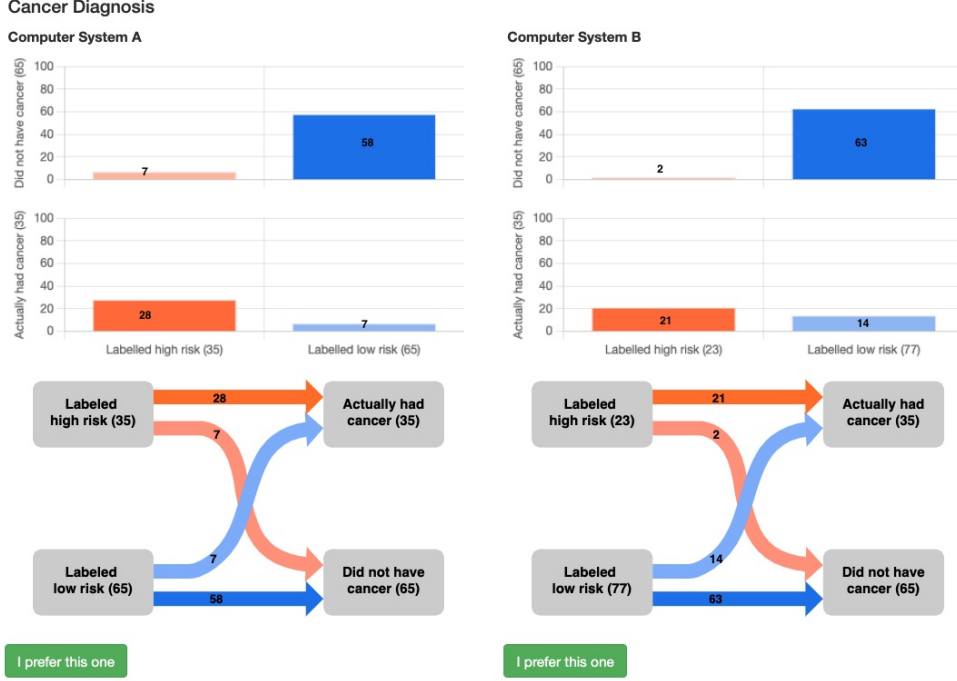 Cancer Diagnosis
Computer System A
Did not have cancer (65)
100
80
60
40
20
0
7
58
Actually had cancer (35)
100
80
60
40
20
0
28
7
Labelled high risk (35)
Labelled low risk (65)
Labeled
high risk (35)
28
Actually had
cancer (35)
7
7
Labeled
low risk (65)
58
Did not have
cancer (65)
I prefer this one
Computer System B
Did not have cancer (65)
100
80
60
40
20
0
2
63
Actually had cancer (35)
100
80
60
40
20
0
21
14
Labelled high risk (23)
Labelled low risk (77)
Labeled
high risk (23)
21
Actually had
cancer (35)
2
14
Labeled
low risk (77)
63
Did not have
cancer (65)
I prefer this one